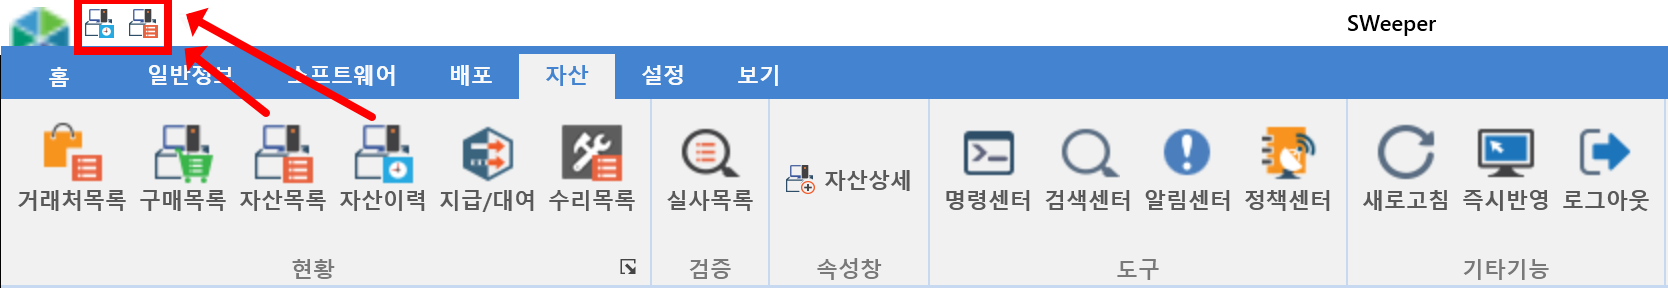 SWeeper
홈 일반정보 소프트웨어 배포 자산 설정 보기
거래처목록 구매목록 자산목록 자산이력 지급/대여 수리목록 실사목록 자산상세 명령센터 검색센터 알림센터 정책센터 새로고침 즉시반영 로그아웃
현황 검증 속성창 도구 기타기능